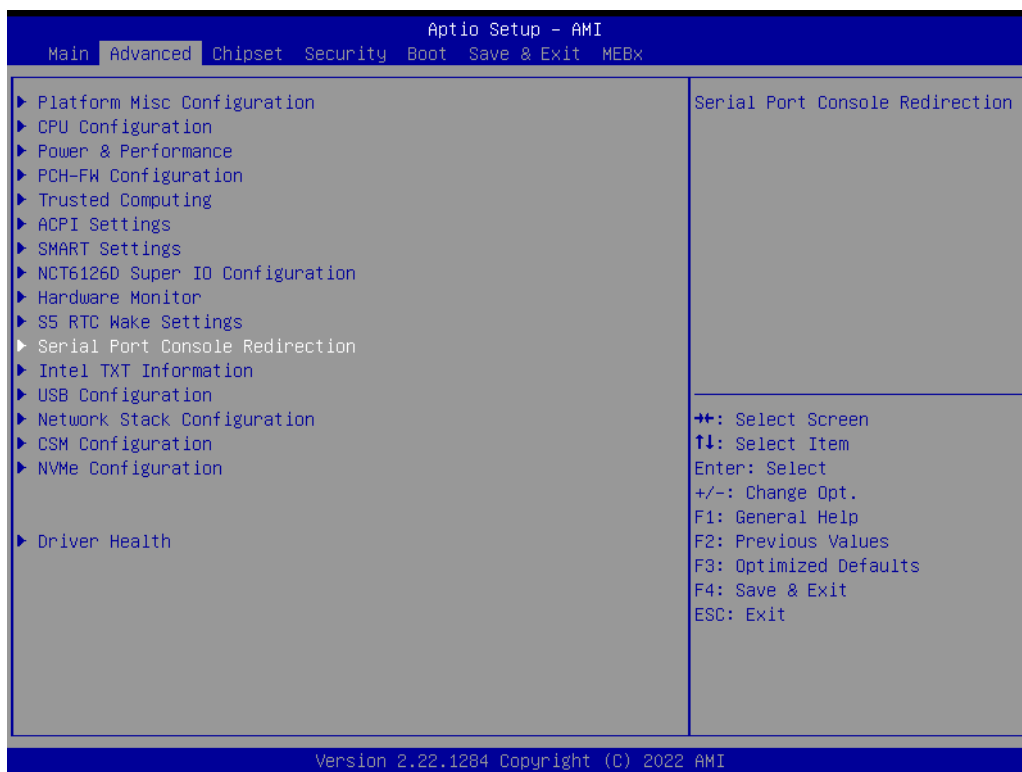 Aptio Setup – AMI
Main Advanced Chipset Security Boot Save & Exit MEBx
▶ Platform Misc Configuration
▶ CPU Configuration
▶ Power & Performance
▶ PCH-FW Configuration
▶ Trusted Computing
▶ ACPI Settings
▶ SMART Settings
▶ NCT6126D Super IO Configuration
▶ Hardware Monitor
▶ S5 RTC Wake Settings
▶ Serial Port Console Redirection
▶ Intel TXT Information
▶ USB Configuration
▶ Network Stack Configuration
▶ CSM Configuration
▶ NVMe Configuration
▶ Driver Health
Serial Port Console Redirection
→←: Select Screen
↑↓: Select Item
Enter: Select
+/-: Change Opt.
F1: General Help
F2: Previous Values
F3: Optimized Defaults
F4: Save & Exit
ESC: Exit
Version 2.22.1284 Copyright (C) 2022 AMI